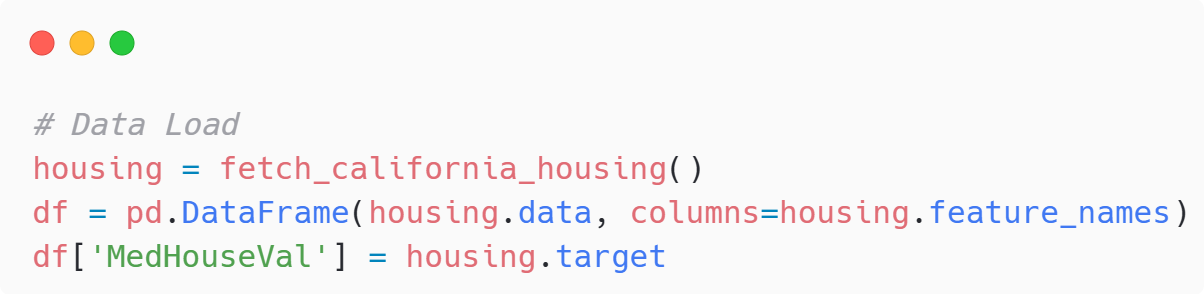 # Data Load
housing = fetch_california_housing()
df = pd.DataFrame(housing.data, columns=housing.feature_names)
df['MedHouseVal'] = housing.target